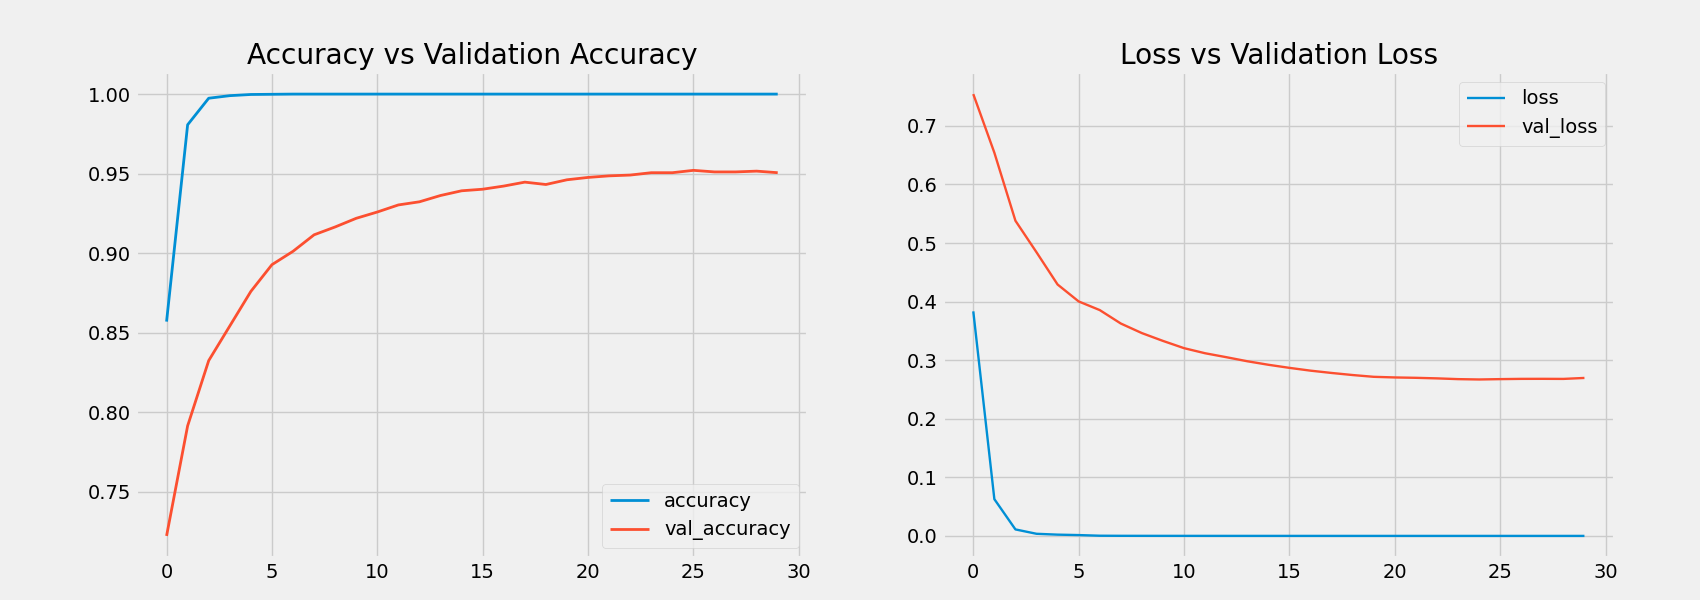 Accuracy vs Validation Accuracy
1.00
0.95
0.90
0.85
0.80
0.75
0 5 10 15 20 25 30
accuracy
val_accuracy
Loss vs Validation Loss
0.7
0.6
0.5
0.4
0.3
0.2
0.1
0.0
0 5 10 15 20 25 30
loss
val_loss